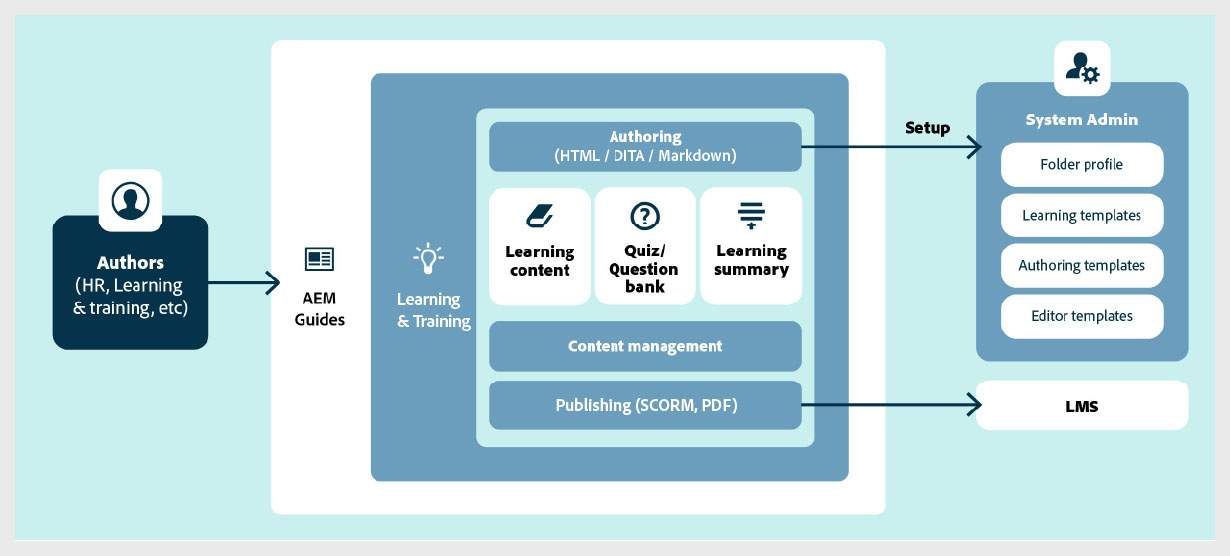 Authors
(HR, Learning
& training, etc)
AEM
Guides
Learning
& Training
Authoring
(HTML / DITA / Markdown)
Learning
content
Quiz/
Question
bank
Learning
summary
Content management
Publishing (SCORM, PDF)
Setup
System Admin
Folder profile
Learning templates
Authoring templates
Editor templates
LMS